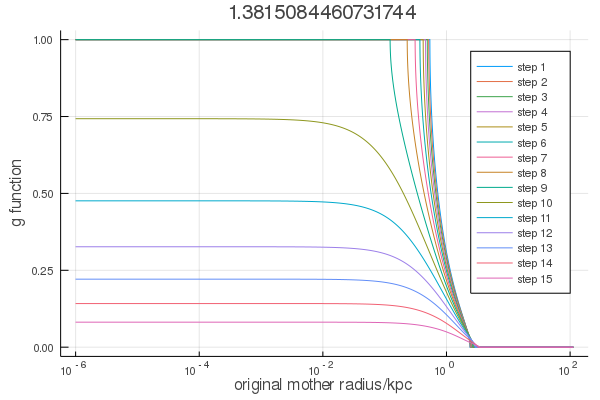 1.3815084460731744
1.00
0.75
0.50
0.25
0.00
g function
10^-6
10^-4
10^-2
10^0
10^2
original mother radius/kpc
step 1
step 2
step 3
step 4
step 5
step 6
step 7
step 8
step 9
step 10
step 11
step 12
step 13
step 14
step 15